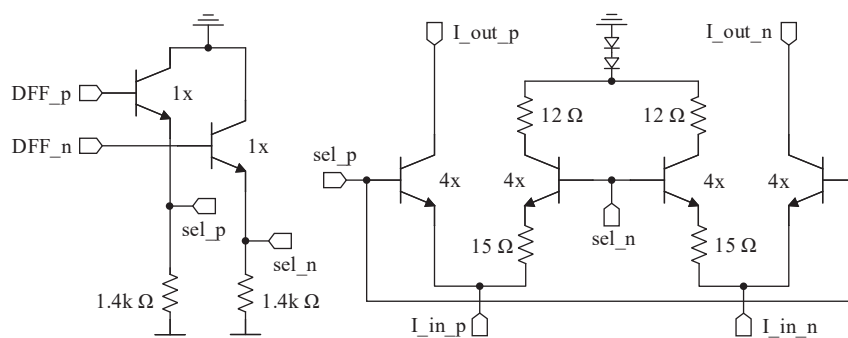 I_out_p
I_out_n
DFF_p
1x
12 Ω
12 Ω
DFF_n
1x
sel_p
4x
4x
4x
4x
sel_p
sel_n
sel_n
15 Ω
15 Ω
1.4k Ω
1.4k Ω
I_in_p
I_in_n